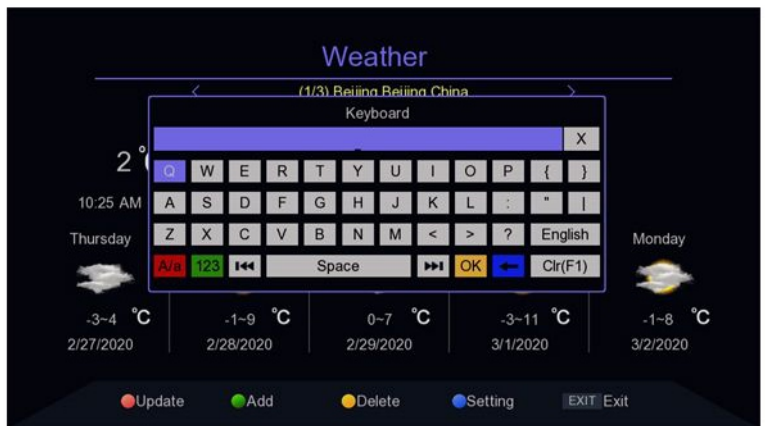 Weather
(1/3) Beijing Beijing China
Keyboard
X
2 °
Q W E R T Y U I O P { }
10:25 AM
A S D F G H J K L : " |
Z X C V B N M < > ? English
Thursday
Monday
A/a 123 Space OK Clr(F1)
-3~4 °C -1~9 °C 0~7 °C -3~11 °C -1~8 °C
2/27/2020 2/28/2020 2/29/2020 3/1/2020 3/2/2020
Update Add Delete Setting EXIT Exit